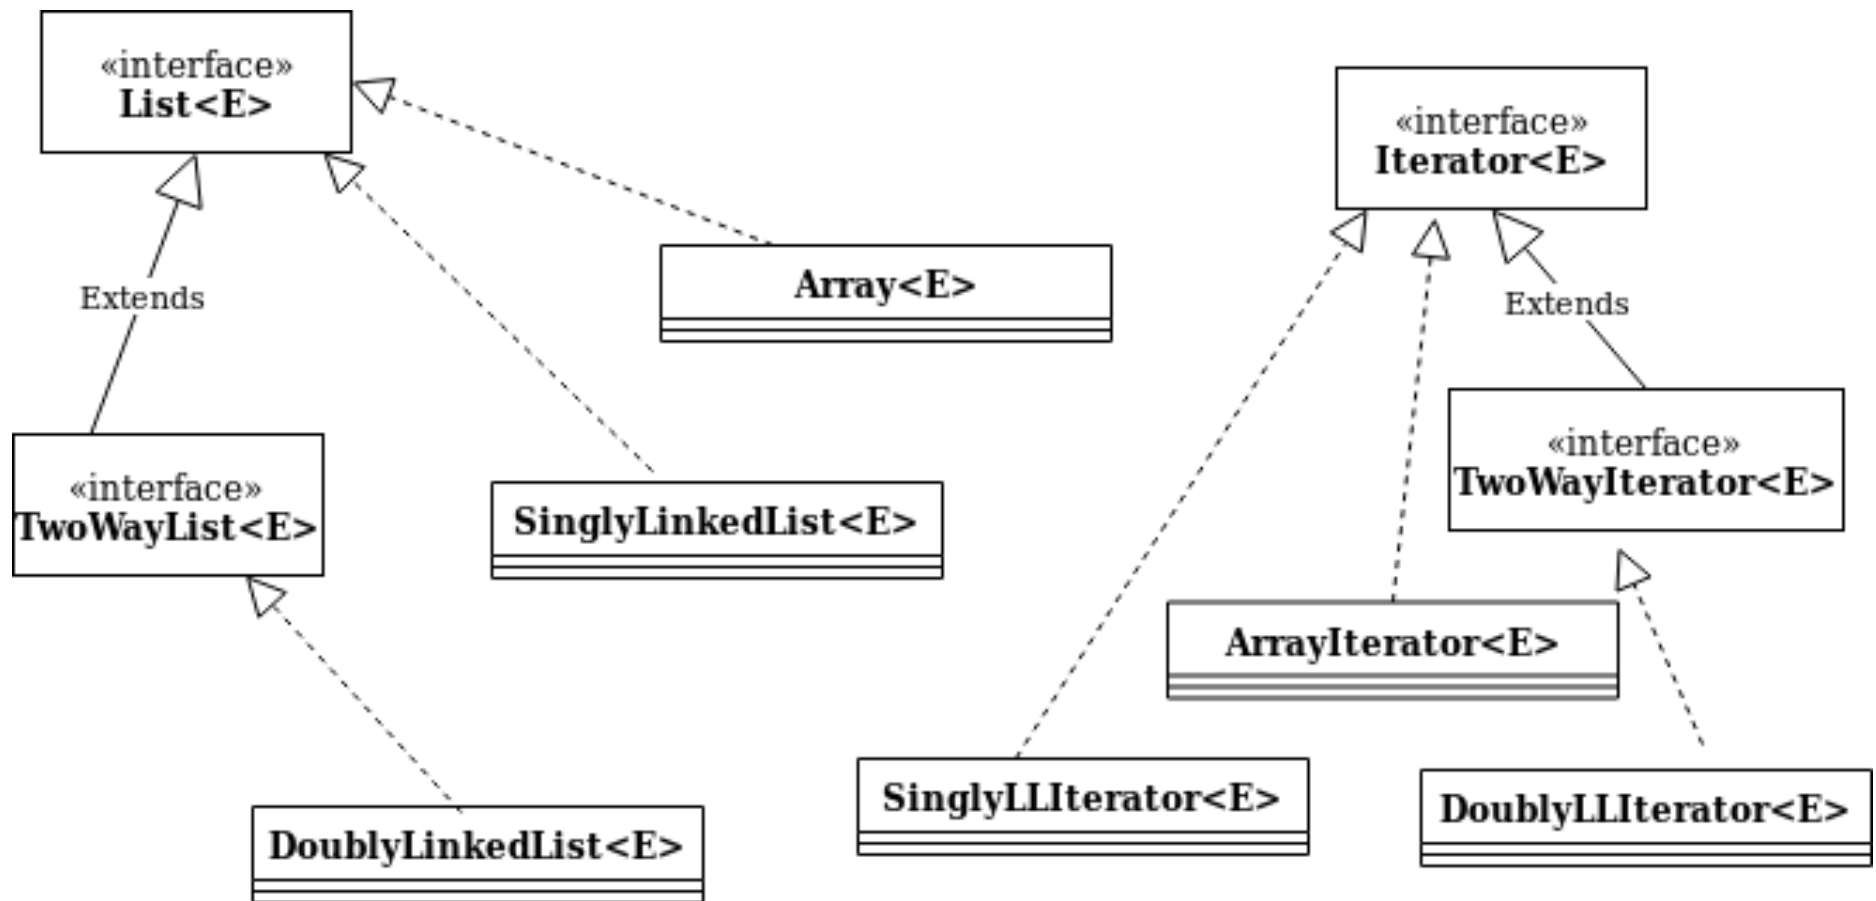 «interface»
List<E>
«interface»
Iterator<E>
Array<E>
Extends
Extends
«interface»
TwoWayIterator<E>
«interface»
TwoWayList<E>
SinglyLinkedList<E>
ArrayIterator<E>
SinglyLLIterator<E>
DoublyLLIterator<E>
DoublyLinkedList<E>